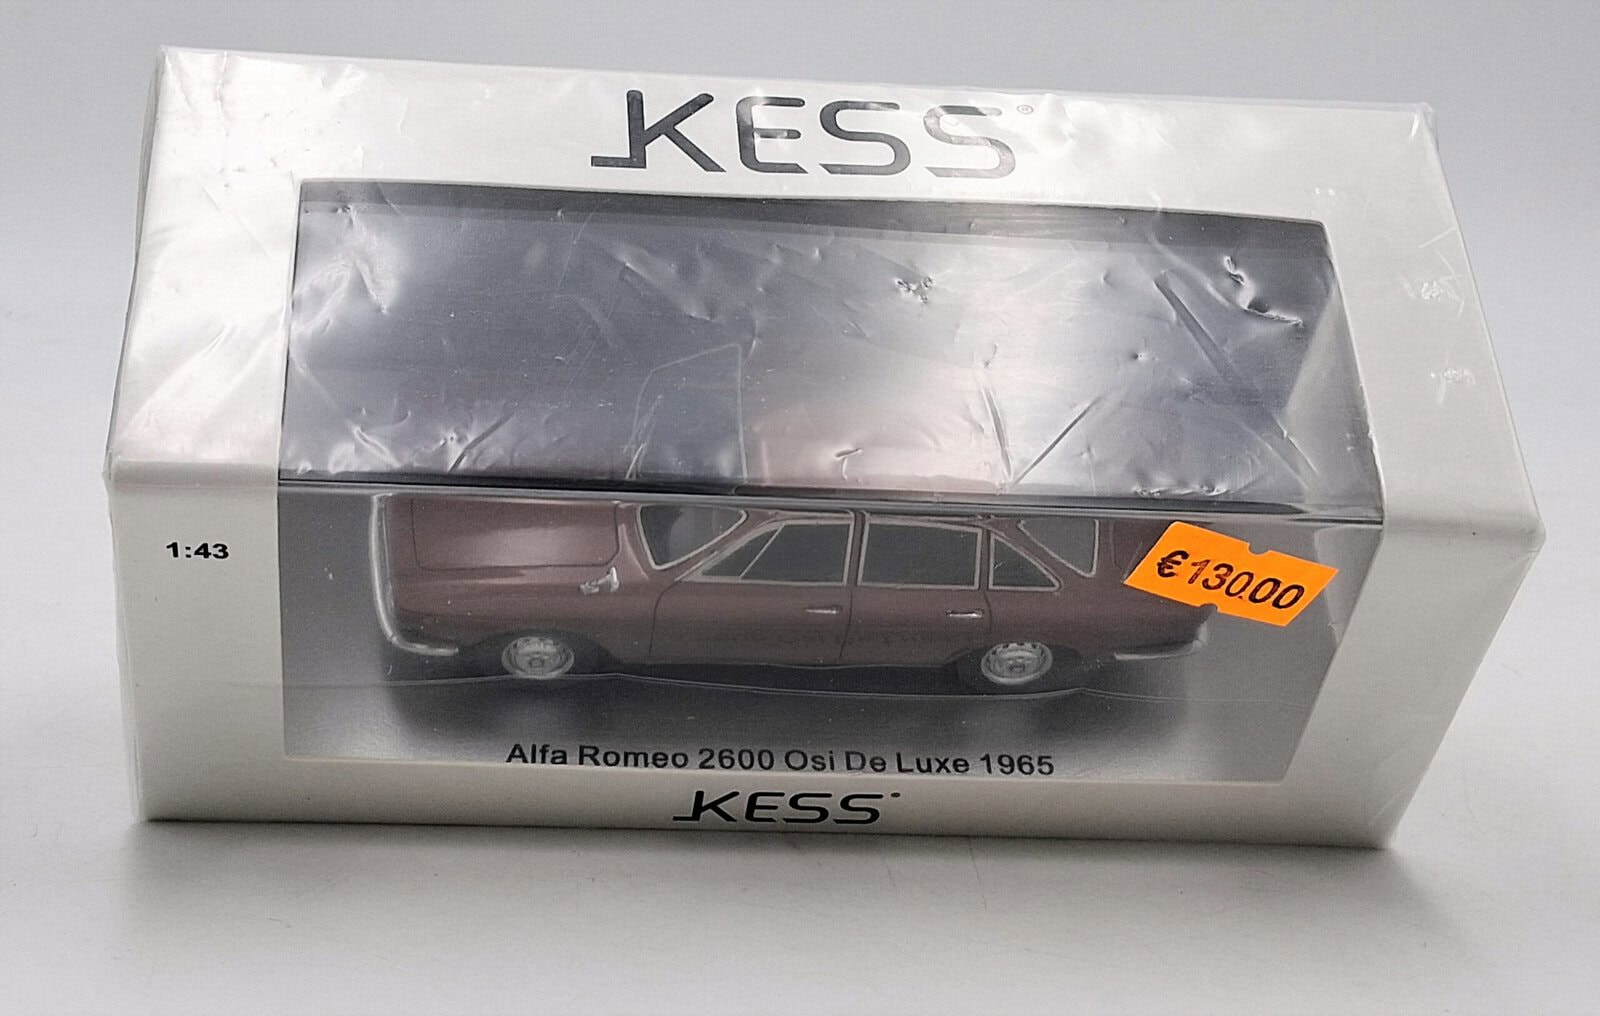 KESS®
1:43
€130.00
Alfa Romeo 2600 Osi De Luxe 1965
KESS